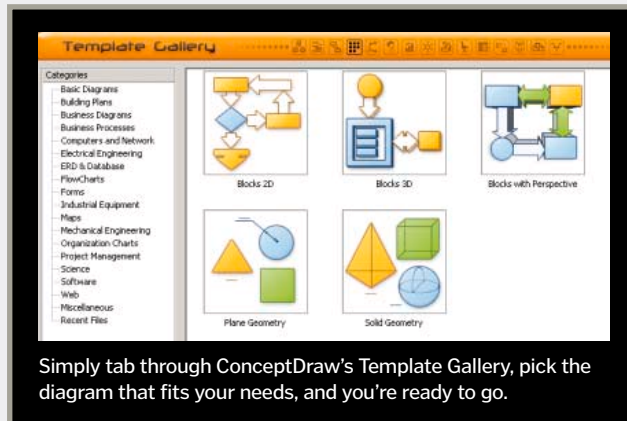 Template Gallery
Categories
Basic Diagrams
Building Plans
Business Diagrams
Business Processes
Computers and Network
Electrical Engineering
ERD & Database
FlowCharts
Forms
Industrial Equipment
Maps
Mechanical Engineering
Organization Charts
Project Management
Science
Software
Web
Miscellaneous
Recent Files
Blocks 2D
Blocks 3D
Blocks with Perspective
Plane Geometry
Solid Geometry
Simply tab through ConceptDraw’s Template Gallery, pick the
diagram that fits your needs, and you’re ready to go.